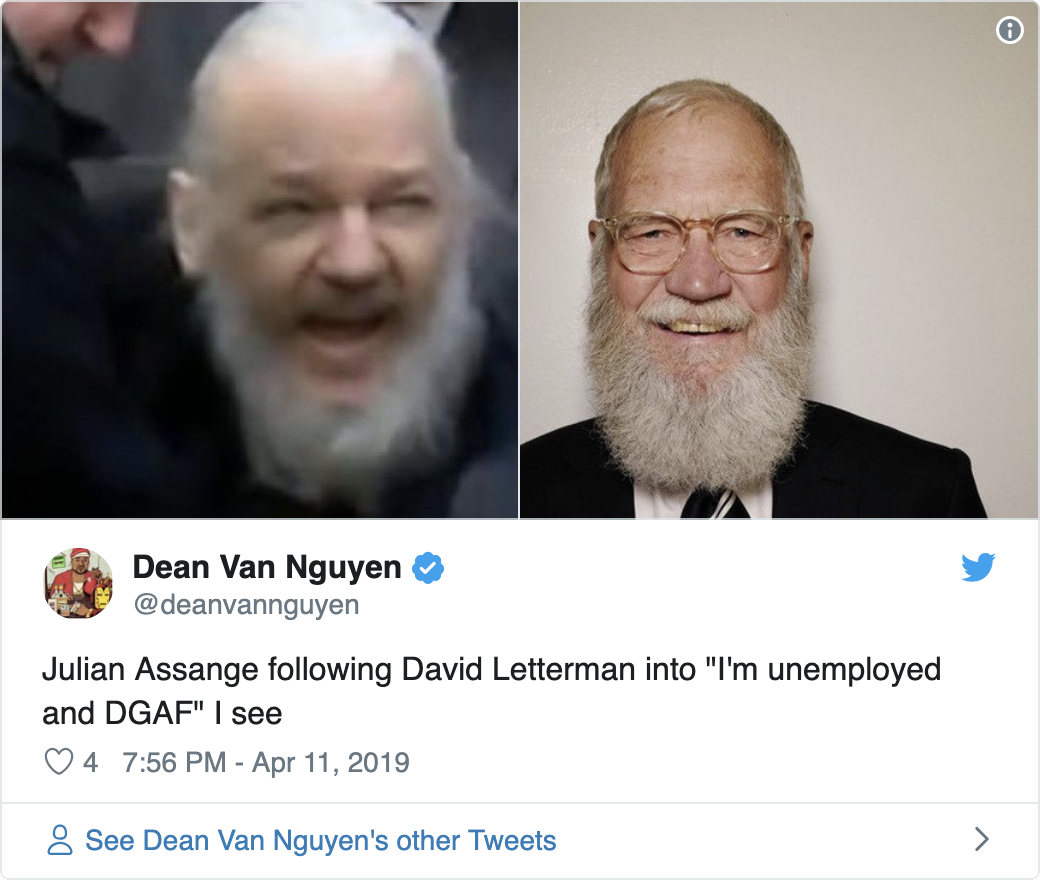 Dean Van Nguyen
@deanvannguyen
Julian Assange following David Letterman into "I'm unemployed
and DGAF" I see
4 7:56 PM - Apr 11, 2019
See Dean Van Nguyen's other Tweets